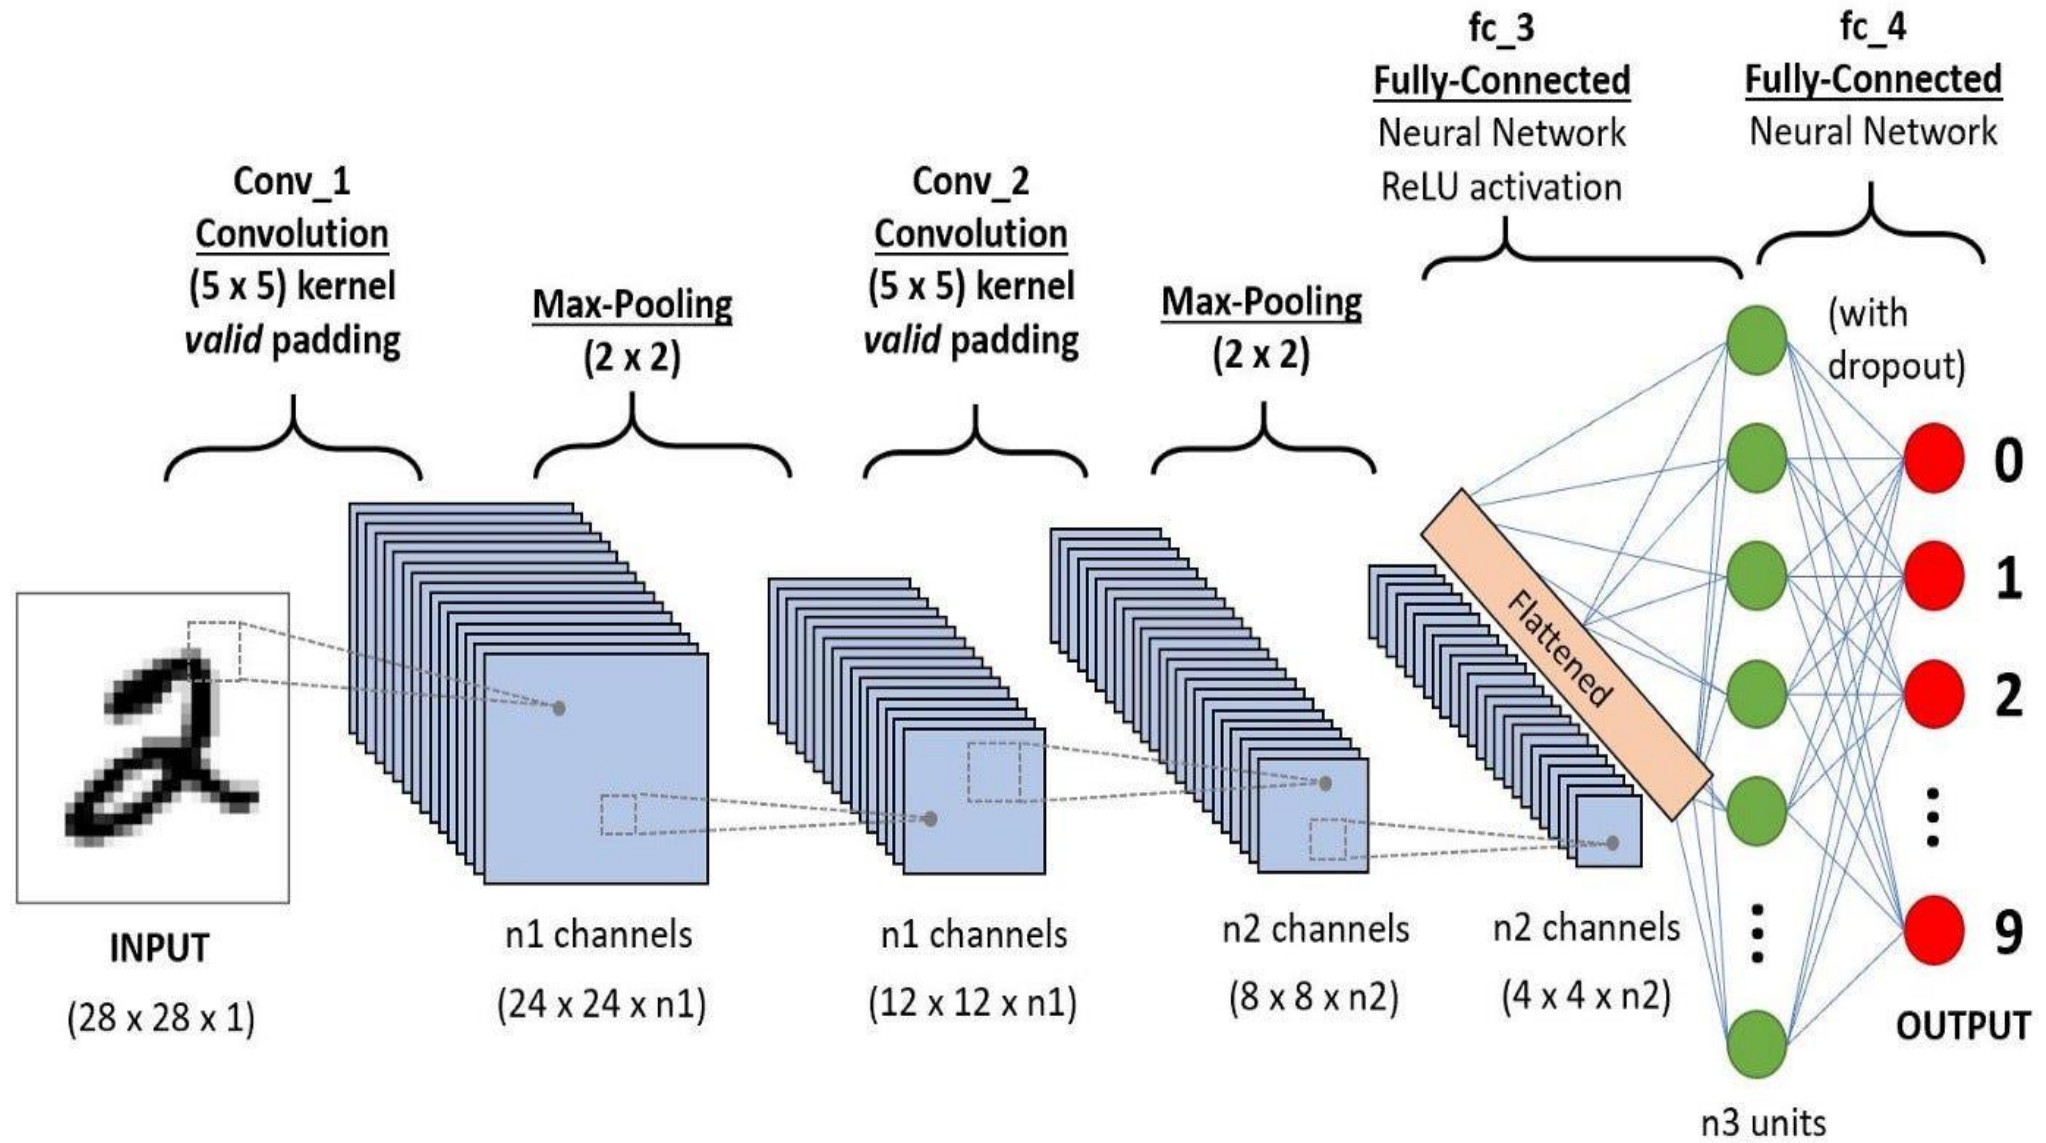 Conv_1
Convolution
(5 x 5) kernel
valid padding
Max-Pooling
(2 x 2)
Conv_2
Convolution
(5 x 5) kernel
valid padding
Max-Pooling
(2 x 2)
fc_3
Fully-Connected
Neural Network
ReLU activation
fc_4
Fully-Connected
Neural Network
(with
dropout)
Flattened
0
1
2
9
INPUT
(28 x 28 x 1)
n1 channels
(24 x 24 x n1)
n1 channels
(12 x 12 x n1)
n2 channels
(8 x 8 x n2)
n2 channels
(4 x 4 x n2)
OUTPUT
n3 units
2